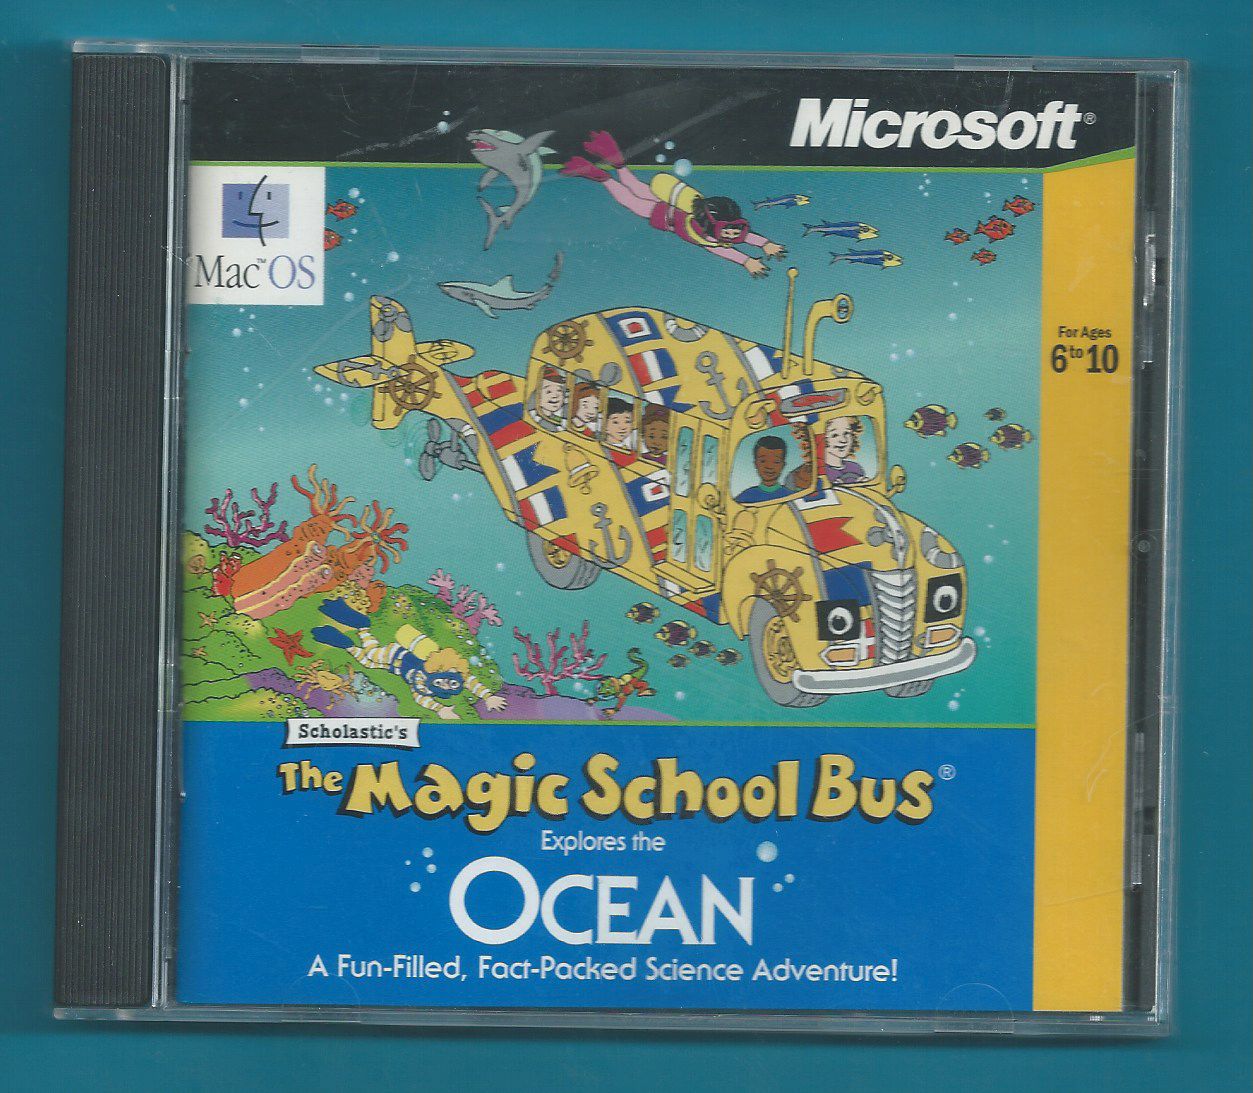 Microsoft®
Mac™OS
For Ages
6 to 10
Scholastic's
The Magic School Bus®
Explores the
OCEAN
A Fun-Filled, Fact-Packed Science Adventure!